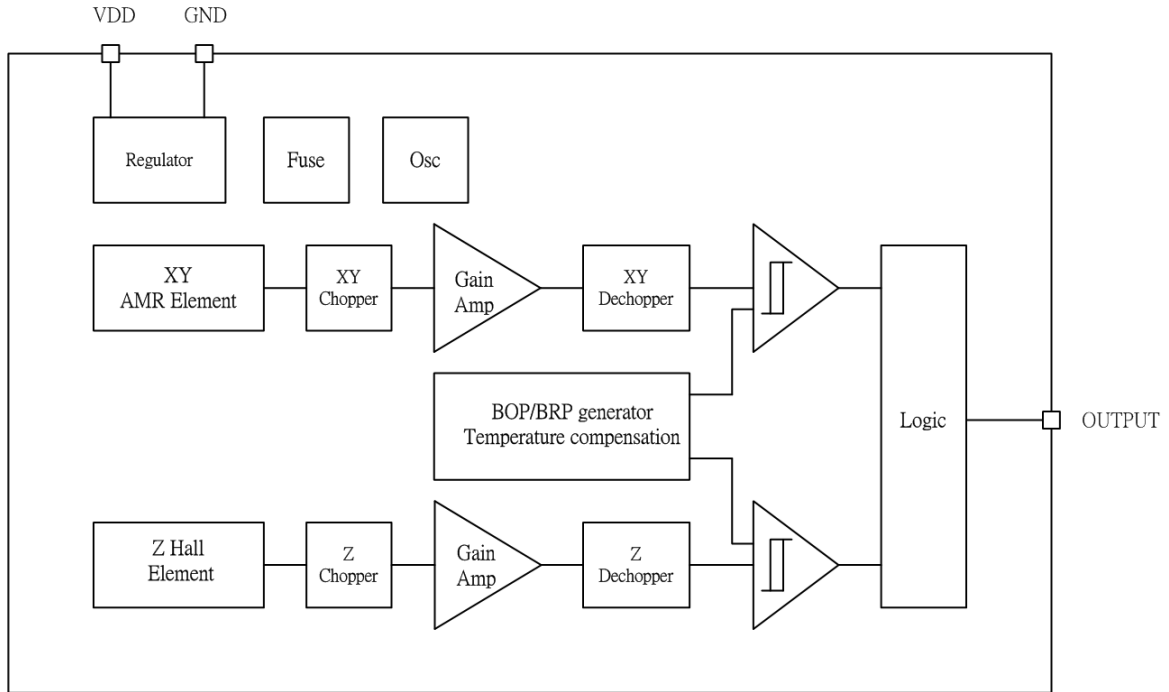 VDD
GND
Regulator
Fuse
Osc
XY
AMR Element
XY
Chopper
Gain
Amp
XY
Dechopper
BOP/BRP generator
Temperature compensation
Logic
OUTPUT
Z Hall
Element
Z
Chopper
Gain
Amp
Z
Dechopper